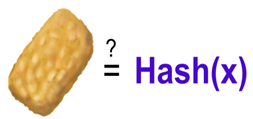 ?
= Hash(x)